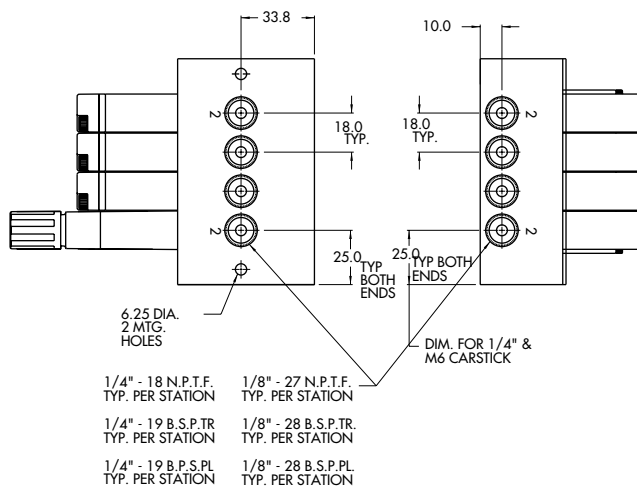 33.8
10.0
2
2
18.0
TYP.
18.0
TYP.
2
2
25.0
TYP
BOTH
ENDS
25.0
TYP BOTH
ENDS
6.25 DIA.
2 MTG.
HOLES
DIM. FOR 1/4" &
M6 CARSTICK
1/4" - 18 N.P.T.F.
TYP. PER STATION
1/8" - 27 N.P.T.F.
TYP. PER STATION
1/4" - 19 B.S.P.TR
TYP. PER STATION
1/8" - 28 B.S.P.TR.
TYP. PER STATION
1/4" - 19 B.P.S.PL
TYP. PER STATION
1/8" - 28 B.S.P.PL.
TYP. PER STATION